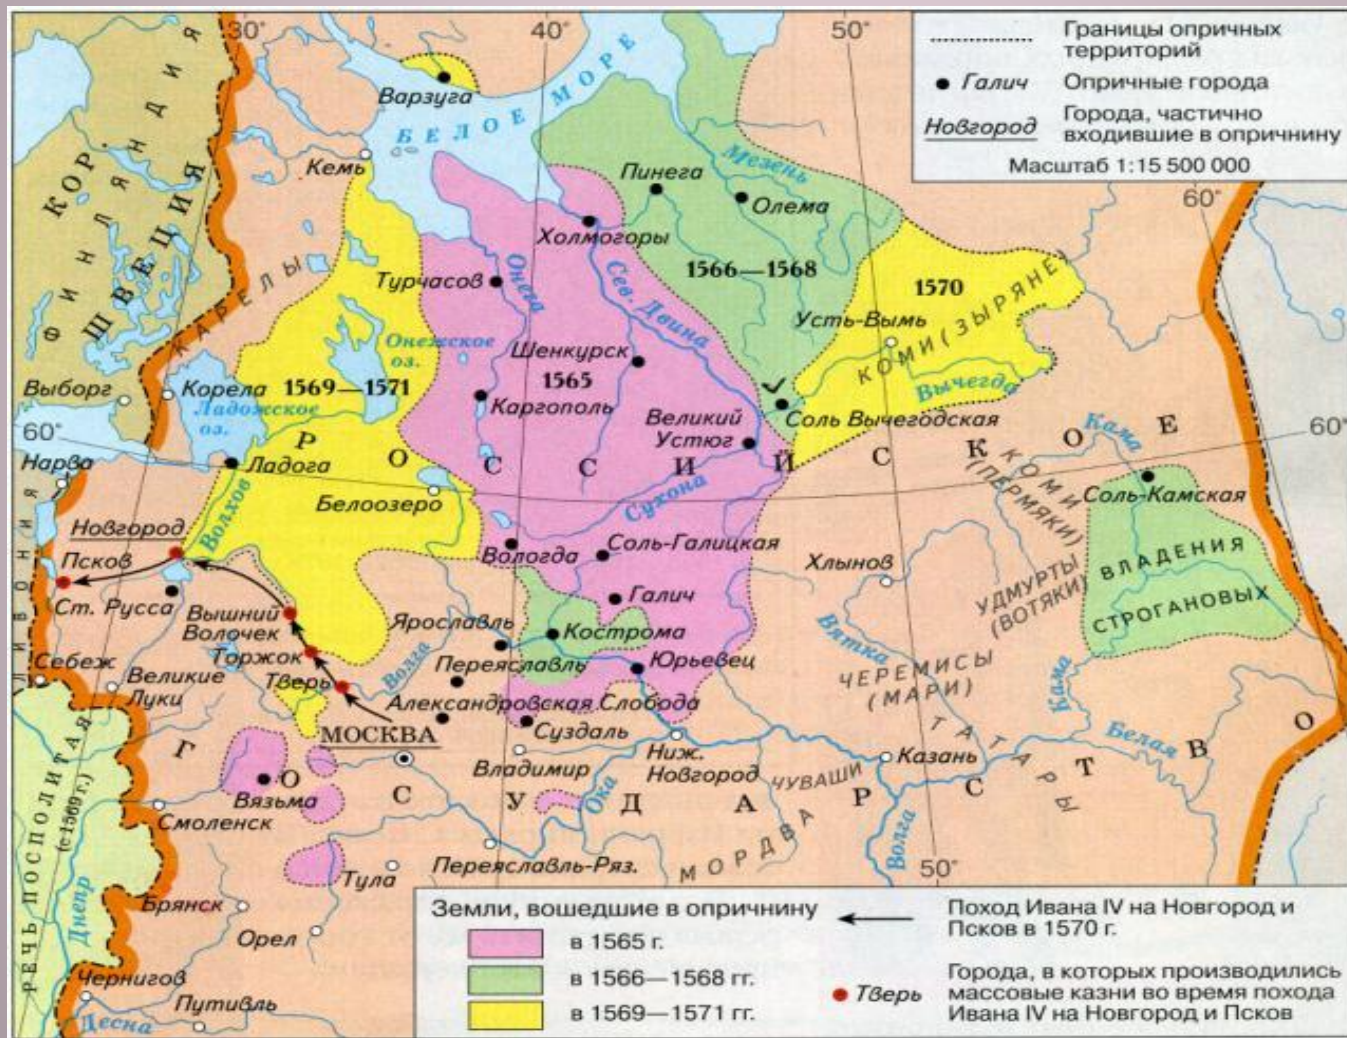 30°
40°
50°
Границы опричных
территорий
Галич
Опричные города
Новгород
Города, частично
входившие в опричнину
Масштаб 1:15 500 000
60°
КОР.
ШВЕЦИЯ
ФИНЛЯНДИЯ
Варзуга
БЕЛОЕ МОРЕ
Кемь
Пинега
Мезень
Олема
Холмогоры
КАРЕЛЫ
Турчасов
Онега
Сев. Двина
1566—1568
1570
Усть-Вымь
КОМИ (ЗЫРЯНЕ)
Онежское
оз.
Шенкурск
1565
Выборг
Корела
1569—1571
Ладожское
оз.
Каргополь
Великий
Устюг
Соль Вычегодская
Вычегда
60°
60°
Кама
Нарва
РОССИЙСКОЕ
Ладога
КОМИ
(ПЕРМЯКИ)
Соль-Камская
Белоозеро
Сухона
Волхов
Новгород
Псков
Вологда
Соль-Галицкая
Хлынов
УДМУРТЫ
(ВОТЯКИ)
ВЛАДЕНИЯ
СТРОГАНОВЫХ
ЛИВОНИЯ
Ст. Русса
Галич
Вышний
Волочек
Ярославль
Кострома
Вятка
Торжок
Волга
Переяславль
Юрьевец
Себеж
Великие
Луки
Тверь
ЧЕРЕМИСЫ
(МАРИ)
Кама
Александровская Слобода
МОСКВА
Суздаль
ТАТАРЫ
Белая
Владимир
Ниж.
Новгород
Казань
ЧУВАШИ
ГОСУДАРСТВО
РЕЧЬ ПОСПОЛИТАЯ
(с 1569 г.)
Вязьма
Смоленск
Ока
Волга
МОРДВА
Переяславль-Ряз.
50°
Тула
Днепр
Брянск
Орел
Чернигов
Путивль
Десна
Земли, вошедшие в опричнину
в 1565 г.
в 1566—1568 гг.
в 1569—1571 гг.
Поход Ивана IV на Новгород и
Псков в 1570 г.
Тверь
Города, в которых производились
массовые казни во время похода
Ивана IV на Новгород и Псков